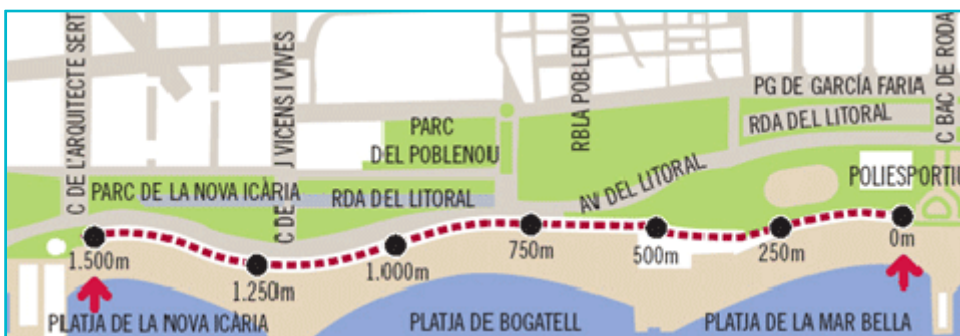 C DE L'ARQUITECTE SERT
C DE J VICENS I VIVES
RBLA POBLENOU
PG DE GARCÍA FARIA
C BAC DE RODA
RDA DEL LITORAL
PARC
DEL POBLENOU
POLIESPORTIU
PARC DE LA NOVA ICÀRIA
RDA DEL LITORAL
AV DEL LITORAL
1.500m
1.250m
1.000m
750m
500m
250m
0m
PLATJA DE LA NOVA ICÀRIA
PLATJA DE BOGATELL
PLATJA DE LA MAR BELLA